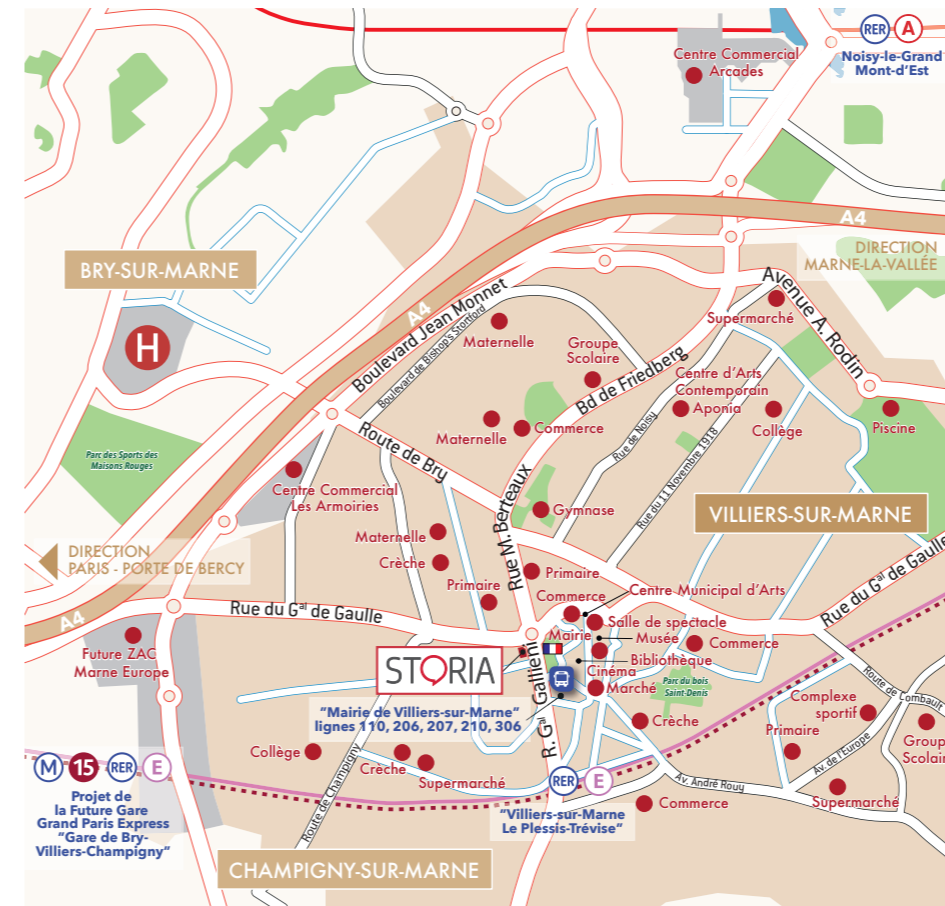 RER A
Noisy-le-Grand
Mont-d'Est
Centre Commercial
Arcades
A4
DIRECTION
MARNE-LA-VALLÉE
BRY-SUR-MARNE
H
A4
Boulevard Jean Monnet
Boulevard de Bishop's Stortford
Maternelle
Groupe
Scolaire
Bd de Friedberg
Avenue A. Rodin
Supermarché
Centre d'Arts
Contemporain
Aponia
Collège
Piscine
Maternelle
Commerce
Route de Bry
Rue de Noisy
Rue du 11 Novembre 1918
Parc des Sports des
Maisons Rouges
Centre Commercial
Les Armoiries
Rue M. Berteaux
Gymnase
VILLIERS-SUR-MARNE
Maternelle
Crèche
Primaire
Primaire
DIRECTION
PARIS - PORTE DE BERCY
A4
Rue du Gal de Gaulle
Rue du Gal de Gaulle
Commerce
Centre Municipal d'Arts
Salle de spectacle
Mairie
Musée
Commerce
Bibliothèque
Cinéma
Marché
Parc du bois
Saint-Denis
Future ZAC
Marne Europe
STORIA
R. Gal Gallieni
"Mairie de Villiers-sur-Marne"
lignes 110, 206, 207, 210, 306
Crèche
Complexe
sportif
Primaire
Route de Combault
Groupe
Scolaire
Av. de l'Europe
Collège
Crèche
Supermarché
Route de Champigny
M 15 RER E
Projet de
la Future Gare
Grand Paris Express
"Gare de Bry-
Villiers-Champigny"
RER E
"Villiers-sur-Marne
Le Plessis-Trévise"
Av. André Rouy
Commerce
Supermarché
CHAMPIGNY-SUR-MARNE